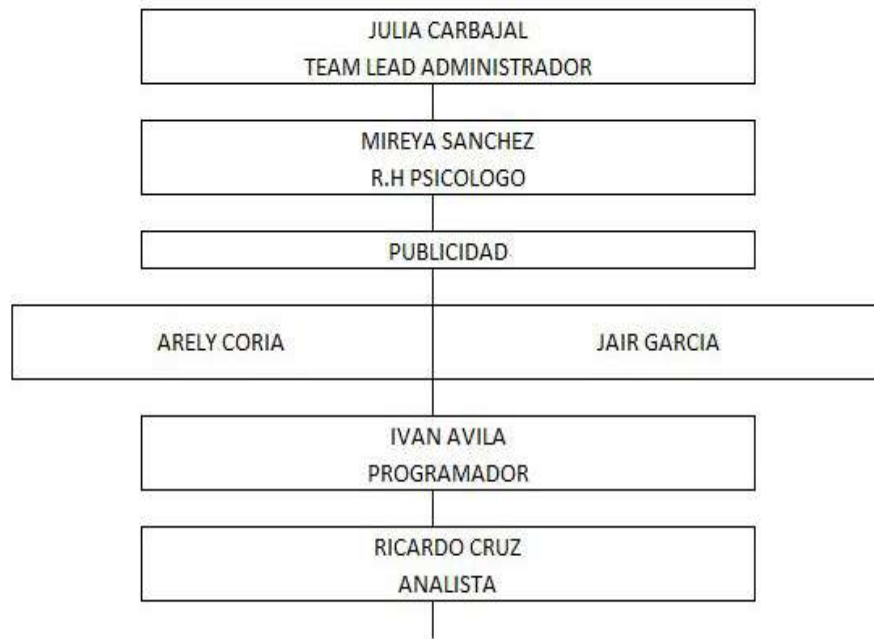 JULIA CARBAJAL
TEAM LEAD ADMINISTRADOR
MIREYA SANCHEZ
R.H PSICOLOGO
PUBLICIDAD
ARELY CORIA
JAIR GARCIA
IVAN AVILA
PROGRAMADOR
RICARDO CRUZ
ANALISTA